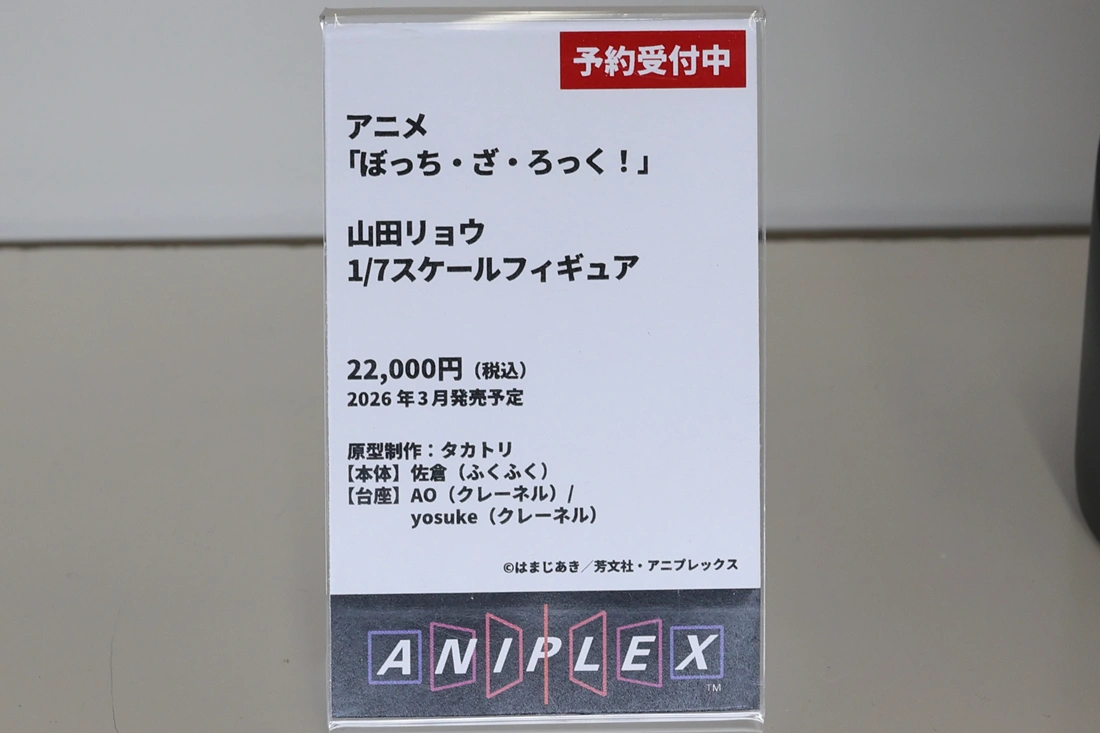 予約受付中
アニメ
「ぼっち・ざ・ろっく！」
山田リョウ
1/7スケールフィギュア
22,000円（税込）
2026年3月発売予定
原型制作：タカトリ
【本体】佐倉（ふくふく）
【台座】AO（クレーネル）/
yosuke（クレーネル）
©はまじあき／芳文社・アニプレックス
ANIPLEX
TM